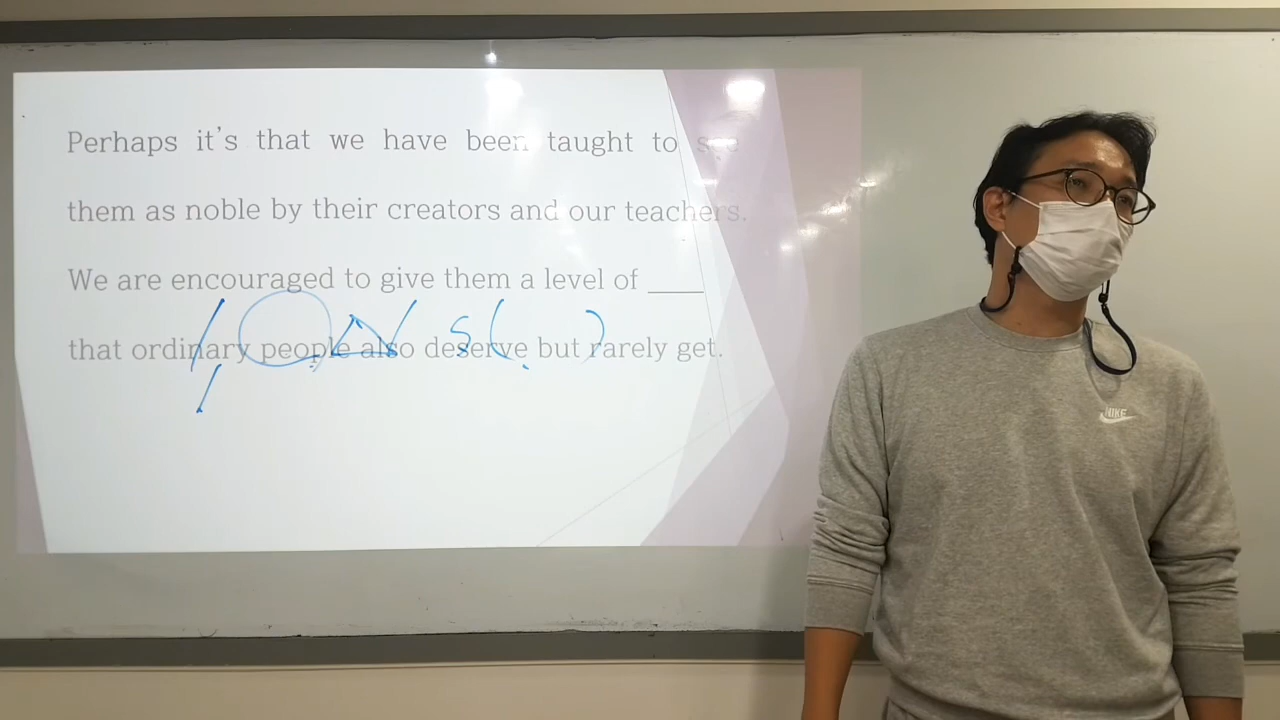 Perhaps it's that we have been taught to see
them as noble by their creators and our teachers.
We are encouraged to give them a level of ____
that ordinary people also deserve but rarely get.
s( )
NIKE